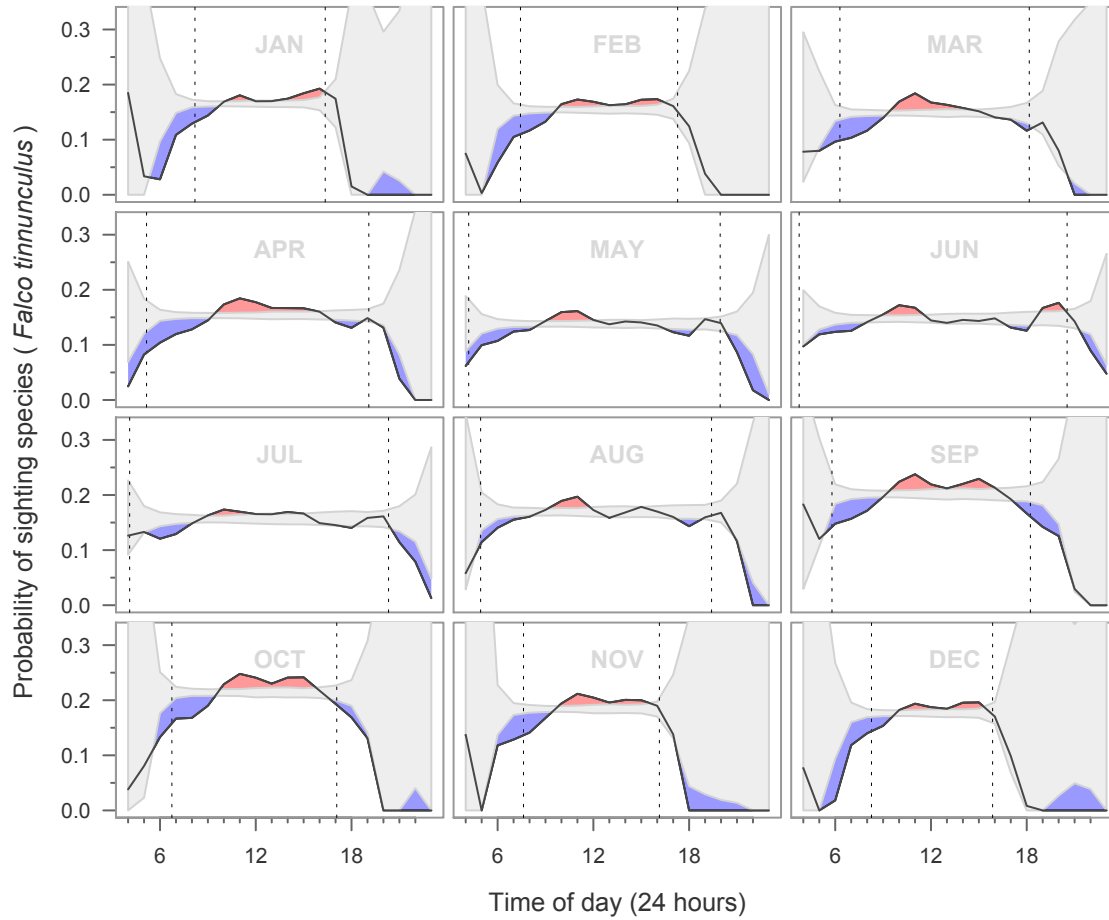 Probability of sighting species ( Falco tinnunculus )
JAN
FEB
MAR
0.3
0.2
0.1
0.0
APR
MAY
JUN
0.3
0.2
0.1
0.0
JUL
AUG
SEP
0.3
0.2
0.1
0.0
OCT
NOV
DEC
0.3
0.2
0.1
0.0
6 12 18 6 12 18 6 12 18
Time of day (24 hours)